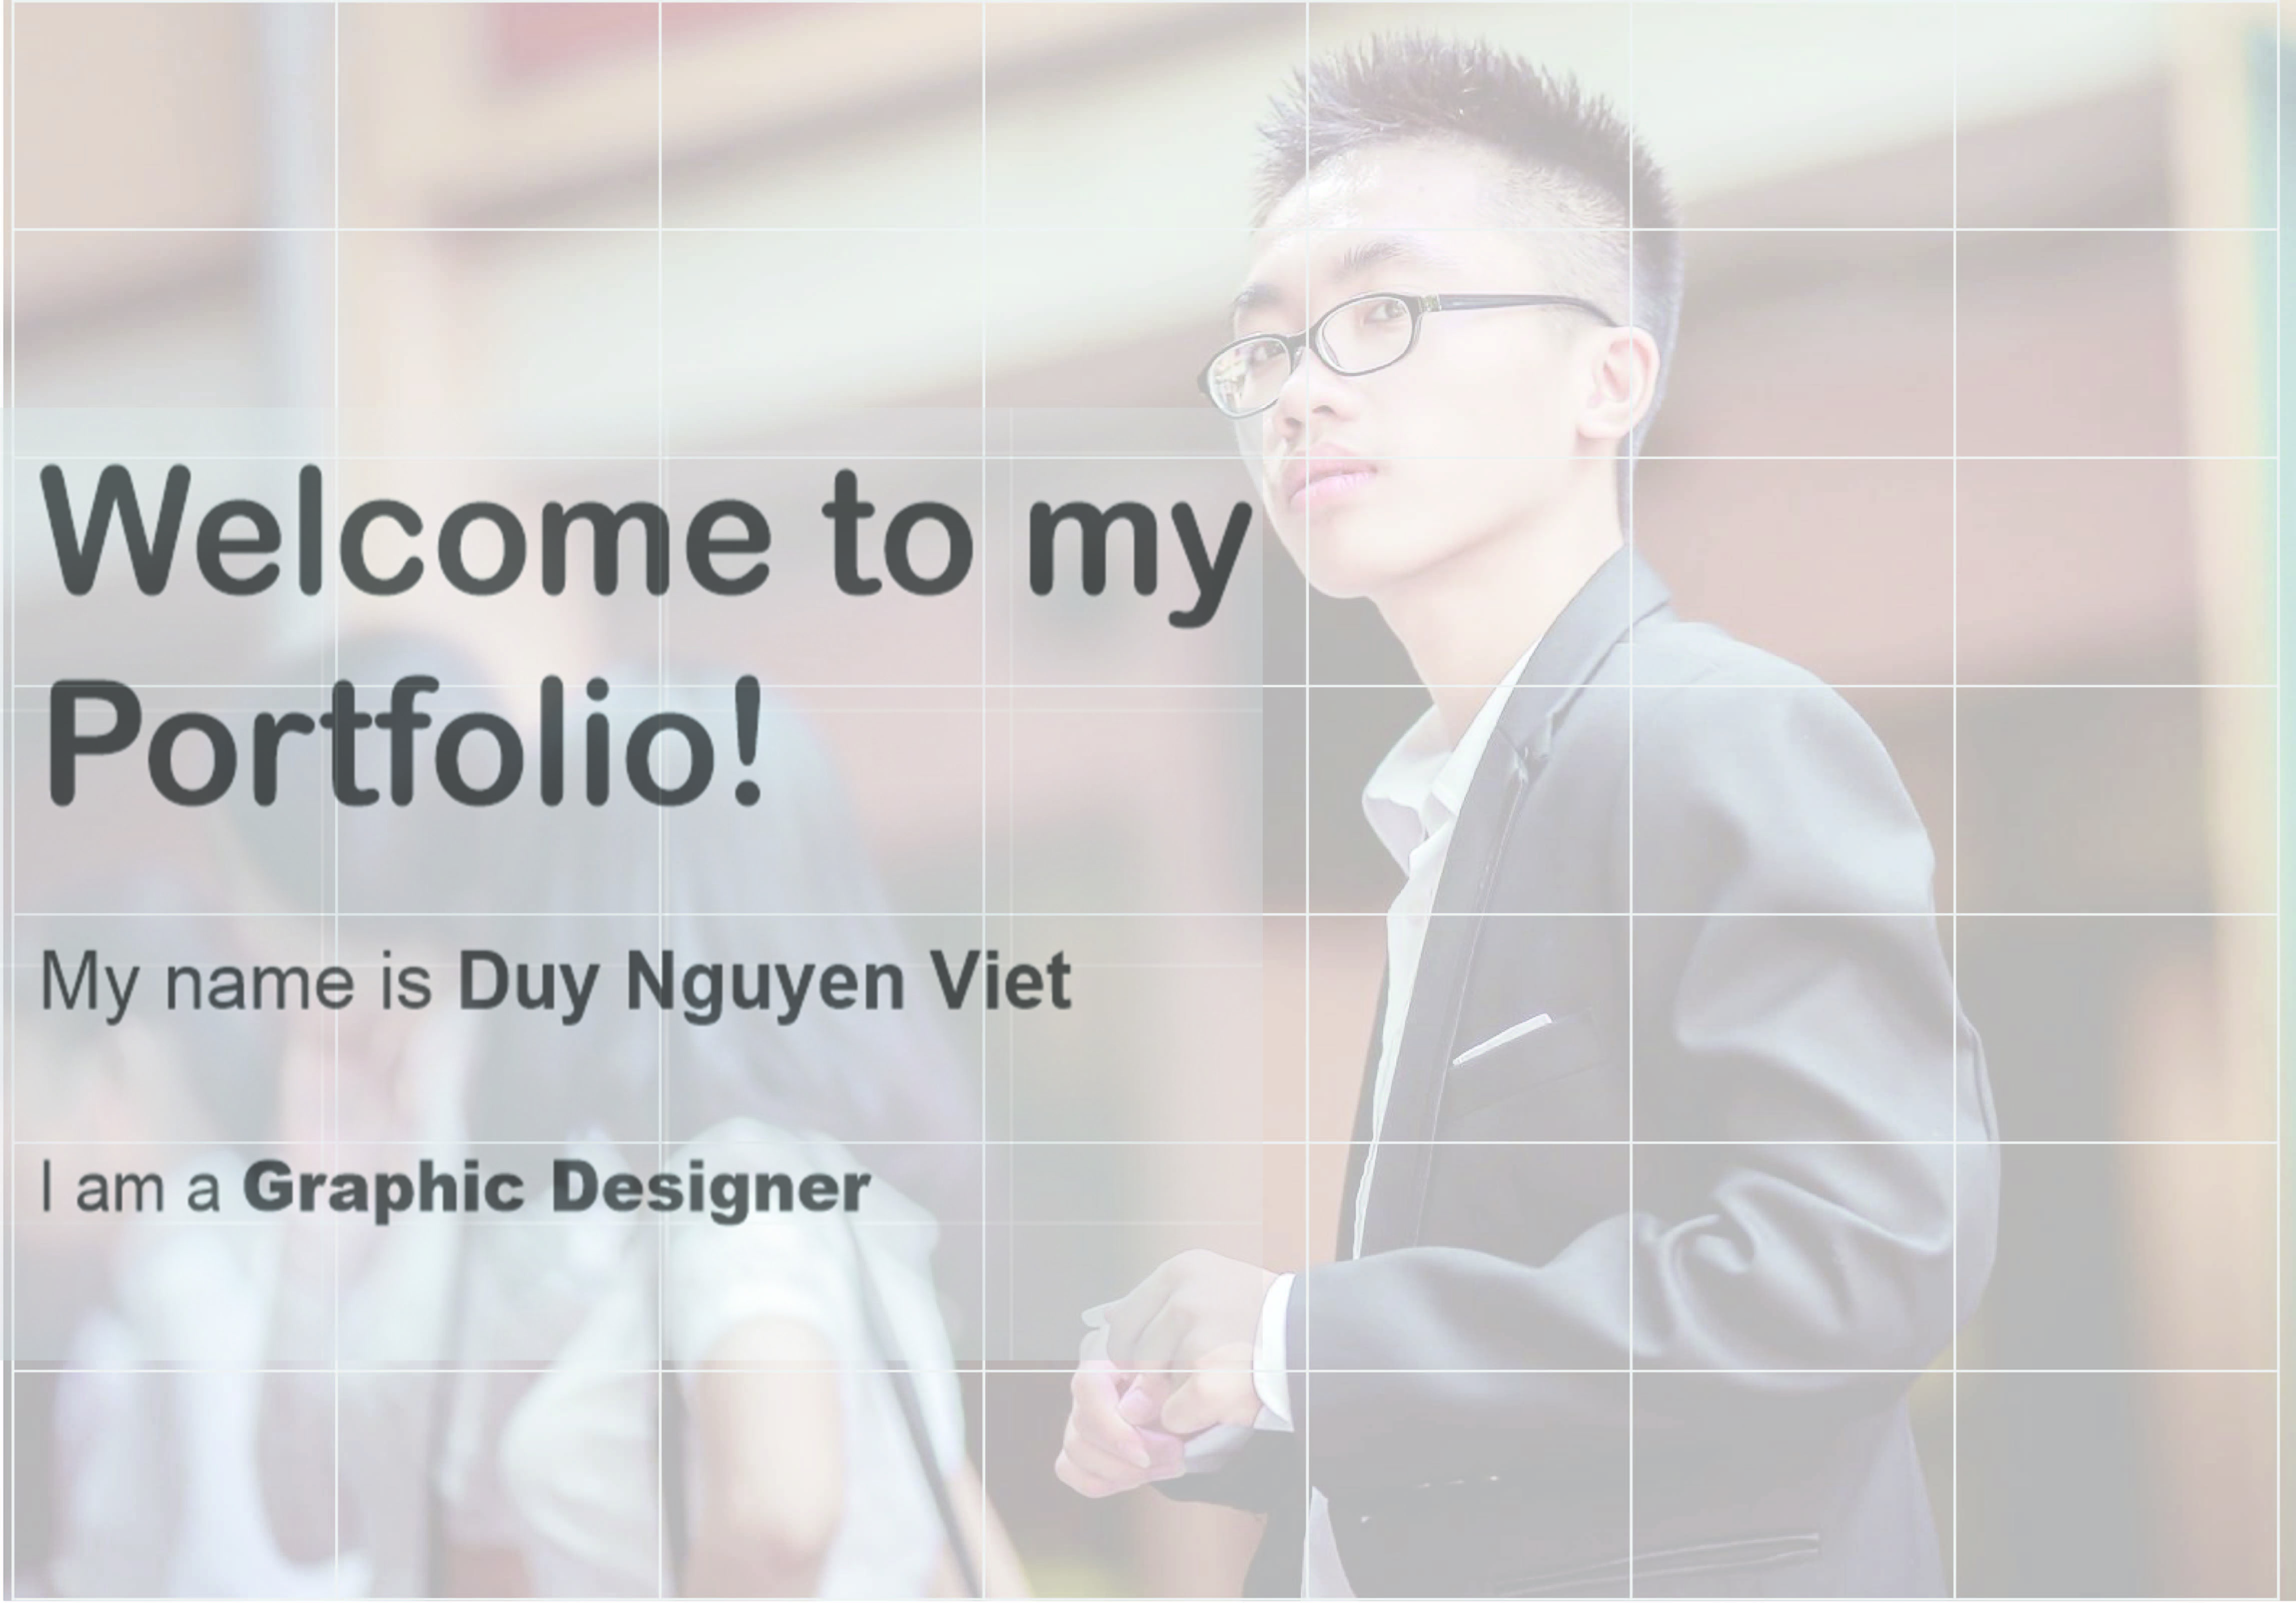 Welcome to my
Portfolio!
My name is Duy Nguyen Viet
I am a Graphic Designer